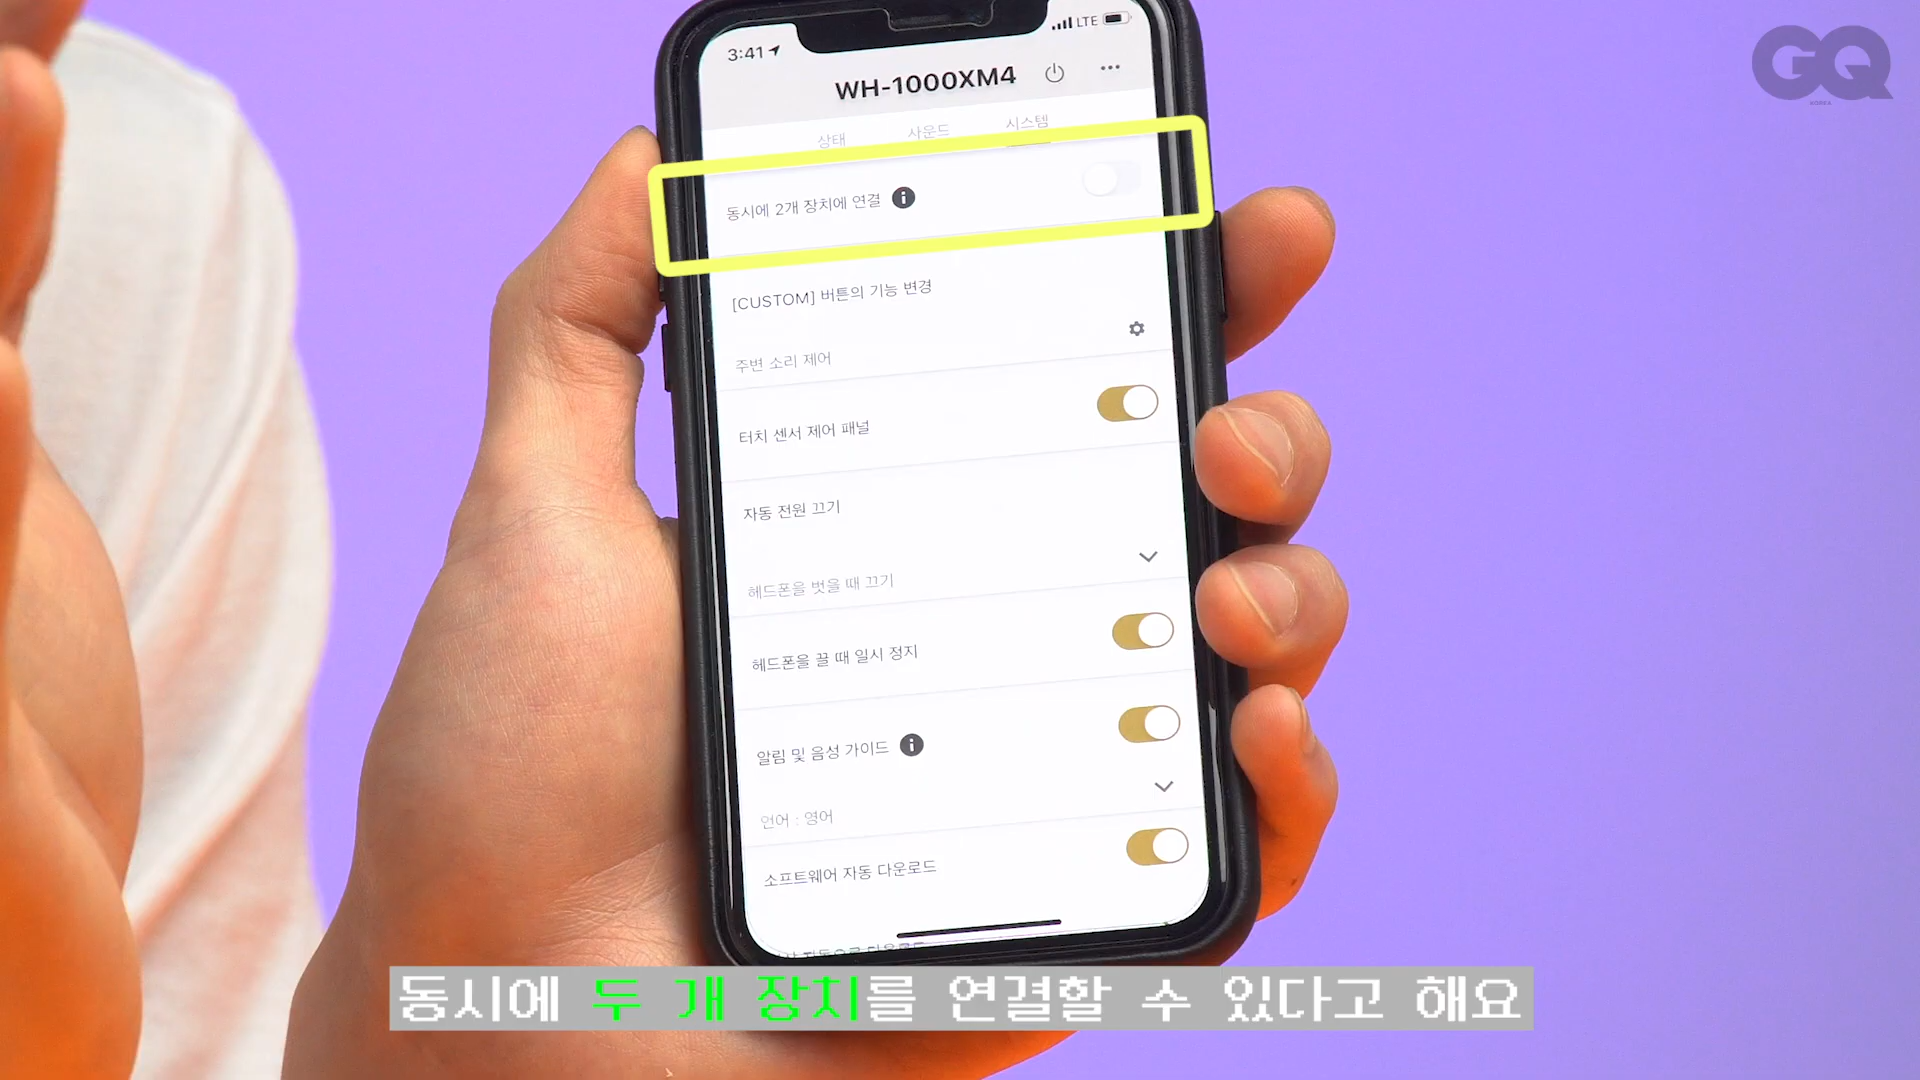 GQ
KOREA
3:41
LTE
WH-1000XM4
상태 사운드 시스템
동시에 2개 장치에 연결
[CUSTOM] 버튼의 기능 변경
주변 소리 제어
터치 센서 제어 패널
자동 전원 끄기
헤드폰을 벗을 때 끄기
헤드폰을 끌 때 일시 정지
알림 및 음성 가이드
언어 : 영어
소프트웨어 자동 다운로드
동시에 두 개 장치를 연결할 수 있다고 해요